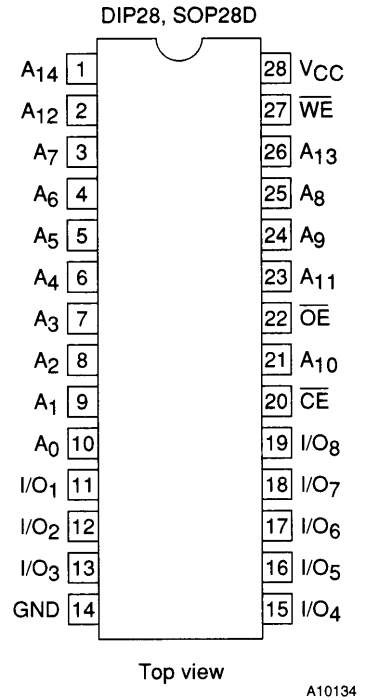 DIP28, SOP28D
A14 1 28 VCC
A12 2 27 W̅E̅
A7 3 26 A13
A6 4 25 A8
A5 5 24 A9
A4 6 23 A11
A3 7 22 O̅E̅
A2 8 21 A10
A1 9 20 C̅E̅
A0 10 19 I/O8
I/O1 11 18 I/O7
I/O2 12 17 I/O6
I/O3 13 16 I/O5
GND 14 15 I/O4
Top view
A10134